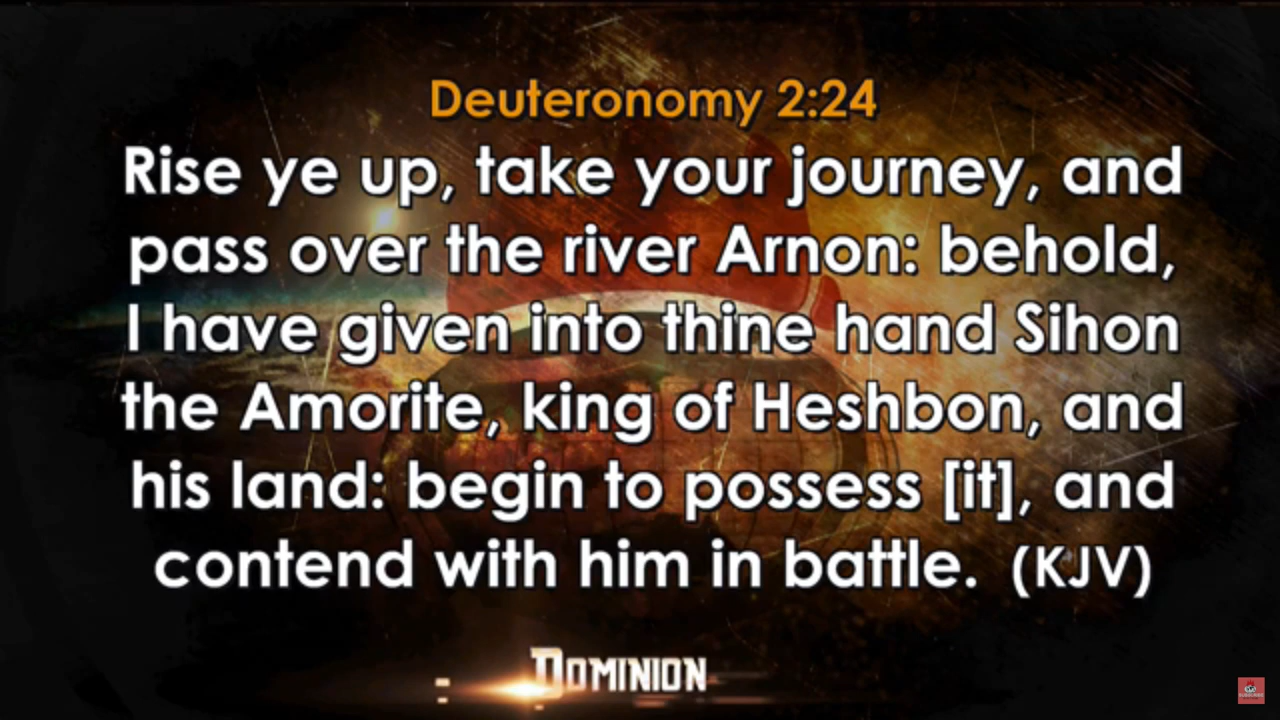 Deuteronomy 2:24
Rise ye up, take your journey, and
pass over the river Arnon: behold,
I have given into thine hand Sihon
the Amorite, king of Heshbon, and
his land: begin to possess [it], and
contend with him in battle. (KJV)
DOMINION
SUBSCRIBE